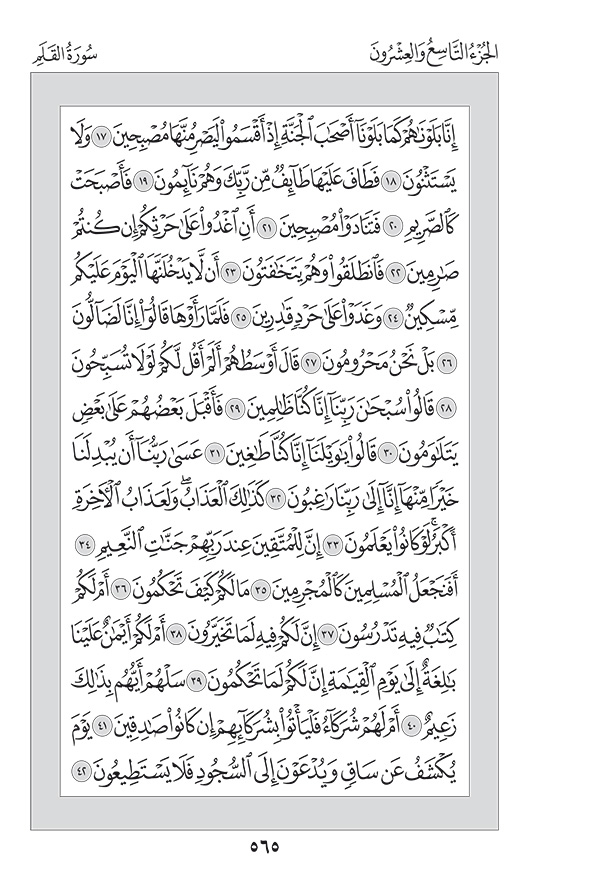 الجُزْءُ التَّاسِعُ وَالعِشْرُونَ
سُورَةُ القَلَمِ
إِنَّا بَلَوْنَٰهُمْ كَمَا بَلَوْنَآ أَصْحَٰبَ ٱلْجَنَّةِ إِذْ أَقْسَمُوا۟ لَيَصْرِمُنَّهَا مُصْبِحِينَ ١٧ وَلَا
يَسْتَثْنُونَ ١٨ فَطَافَ عَلَيْهَا طَآئِفٌ مِّن رَّبِّكَ وَهُمْ نَآئِمُونَ ١٩ فَأَصْبَحَتْ
كَٱلصَّرِيمِ ٢٠ فَتَنَادَوْا۟ مُصْبِحِينَ ٢١ أَنِ ٱغْدُوا۟ عَلَىٰ حَرْثِكُمْ إِن كُنتُمْ
صَٰرِمِينَ ٢٢ فَٱنطَلَقُوا۟ وَهُمْ يَتَخَٰفَتُونَ ٢٣ أَن لَّا يَدْخُلَنَّهَا ٱلْيَوْمَ عَلَيْكُم
مِّسْكِينٌ ٢٤ وَغَدَوْا۟ عَلَىٰ حَرْدٍ قَٰدِرِينَ ٢٥ فَلَمَّا رَأَوْهَا قَالُوٓا۟ إِنَّا لَضَآلُّونَ
٢٦ بَلْ نَحْنُ مَحْرُومُونَ ٢٧ قَالَ أَوْسَطُهُمْ أَلَمْ أَقُل لَّكُمْ لَوْلَا تُسَبِّحُونَ
٢٨ قَالُوا۟ سُبْحَٰنَ رَبِّنَآ إِنَّا كُنَّا ظَٰلِمِينَ ٢٩ فَأَقْبَلَ بَعْضُهُمْ عَلَىٰ بَعْضٍ
يَتَلَٰوَمُونَ ٣٠ قَالُوا۟ يَٰوَيْلَنَآ إِنَّا كُنَّا طَٰغِينَ ٣١ عَسَىٰ رَبُّنَآ أَن يُبْدِلَنَا
خَيْرًا مِّنْهَآ إِنَّآ إِلَىٰ رَبِّنَا رَٰغِبُونَ ٣٢ كَذَٰلِكَ ٱلْعَذَابُ ۖ وَلَعَذَابُ ٱلْءَاخِرَةِ
أَكْبَرُ ۚ لَوْ كَانُوا۟ يَعْلَمُونَ ٣٣ إِنَّ لِلْمُتَّقِينَ عِندَ رَبِّهِمْ جَنَّٰتِ ٱلنَّعِيمِ ٣٤
أَفَنَجْعَلُ ٱلْمُسْلِمِينَ كَٱلْمُجْرِمِينَ ٣٥ مَا لَكُمْ كَيْفَ تَحْكُمُونَ ٣٦ أَمْ لَكُمْ
كِتَٰبٌ فِيهِ تَدْرُسُونَ ٣٧ إِنَّ لَكُمْ فِيهِ لَمَا تَخَيَّرُونَ ٣٨ أَمْ لَكُمْ أَيْمَٰنٌ عَلَيْنَا
بَٰلِغَةٌ إِلَىٰ يَوْمِ ٱلْقِيَٰمَةِ إِنَّ لَكُمْ لَمَا تَحْكُمُونَ ٣٩ سَلْهُمْ أَيُّهُم بِذَٰلِكَ
زَعِيمٌ ٤٠ أَمْ لَهُمْ شُرَكَآءُ فَلْيَأْتُوا۟ بِشُرَكَآئِهِمْ إِن كَانُوا۟ صَٰدِقِينَ ٤١ يَوْمَ
يُكْشَفُ عَن سَاقٍ وَيُدْعَوْنَ إِلَى ٱلسُّجُودِ فَلَا يَسْتَطِيعُونَ ٤٢
٥٦٥